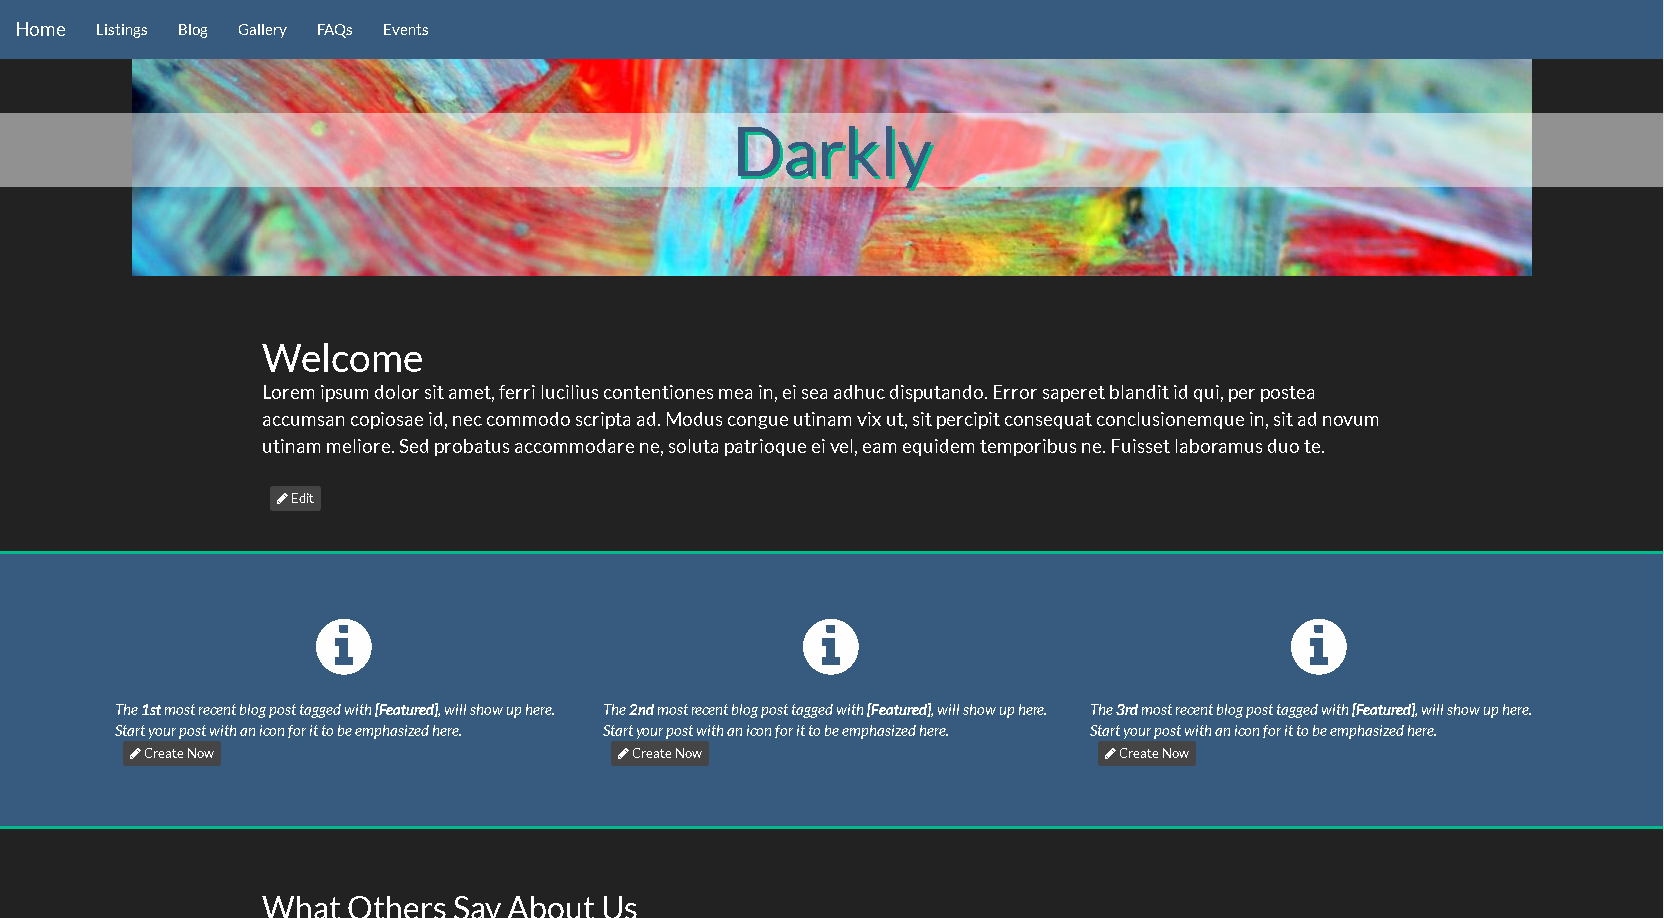 Home Listings Blog Gallery FAQs Events
Darkly
Welcome
Lorem ipsum dolor sit amet, ferri lucilius contentiones mea in, ei sea adhuc disputando. Error saperet blandit id qui, per postea
accumsan copiosae id, nec commodo scripta ad. Modus congue utinam vix ut, sit percipit consequat conclusionemque in, sit ad novum
utinam meliore. Sed probatus accommodare ne, soluta patrioque ei vel, eam equidem temporibus ne. Fuisset laboramus duo te.
Edit
The 1st most recent blog post tagged with [Featured], will show up here.
Start your post with an icon for it to be emphasized here.
Create Now
The 2nd most recent blog post tagged with [Featured], will show up here.
Start your post with an icon for it to be emphasized here.
Create Now
The 3rd most recent blog post tagged with [Featured], will show up here.
Start your post with an icon for it to be emphasized here.
Create Now
What Others Say About Us